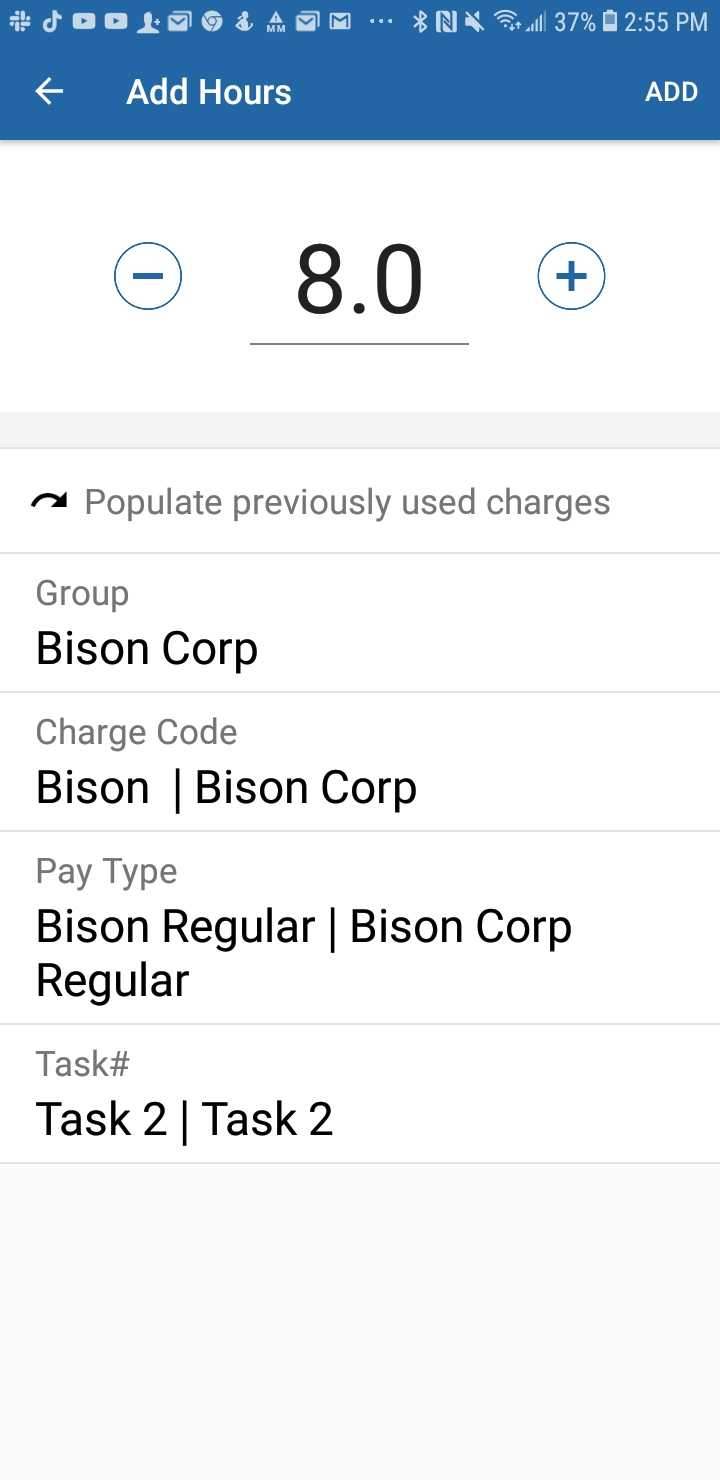 37% 2:55 PM
Add Hours ADD
8.0
Populate previously used charges
Group
Bison Corp
Charge Code
Bison | Bison Corp
Pay Type
Bison Regular | Bison Corp
Regular
Task#
Task 2 | Task 2